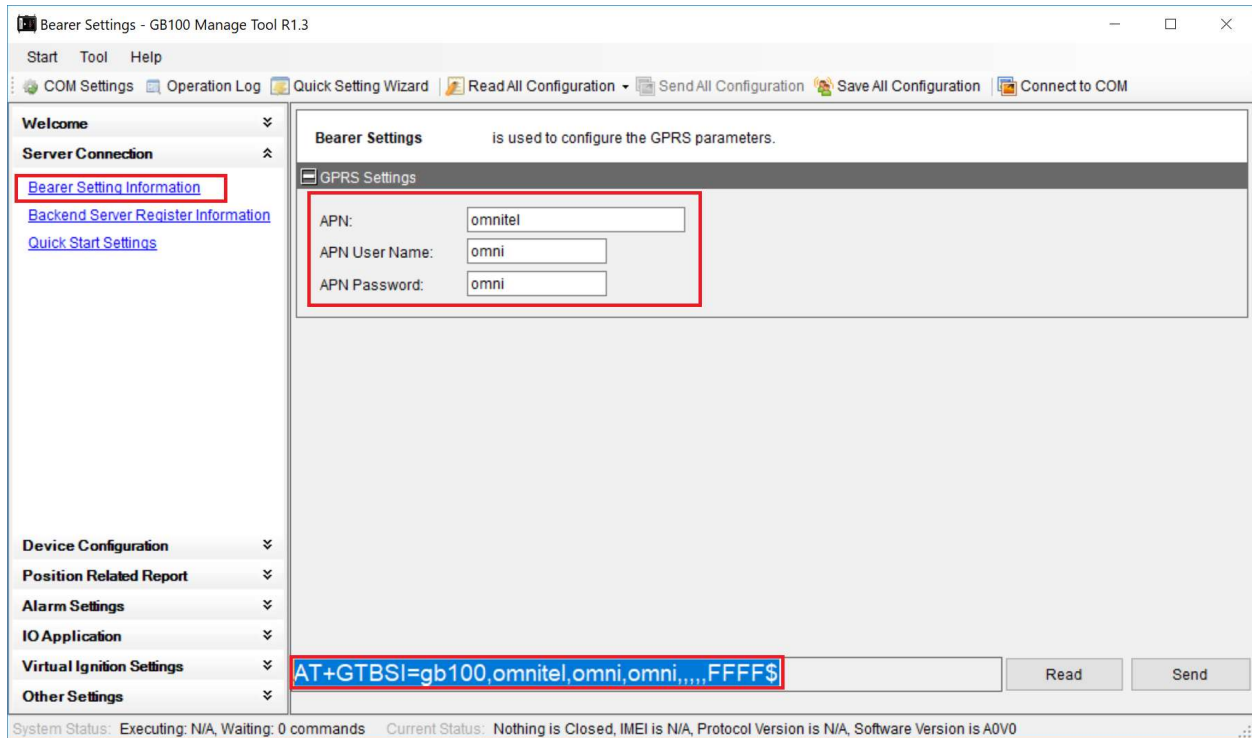 Bearer Settings - GB100 Manage Tool R1.3
Start Tool Help
COM Settings Operation Log Quick Setting Wizard Read All Configuration Send All Configuration Save All Configuration Connect to COM
Welcome
Server Connection
Bearer Setting Information
Backend Server Register Information
Quick Start Settings
Device Configuration
Position Related Report
Alarm Settings
IO Application
Virtual Ignition Settings
Other Settings
Bearer Settings is used to configure the GPRS parameters.
GPRS Settings
APN: omnitel
APN User Name: omni
APN Password: omni
AT+GTBSI=gb100,omnitel,omni,omni,,,,,FFFF$
Read Send
System Status: Executing: N/A, Waiting: 0 commands Current Status: Nothing is Closed, IMEI is N/A, Protocol Version is N/A, Software Version is A0V0